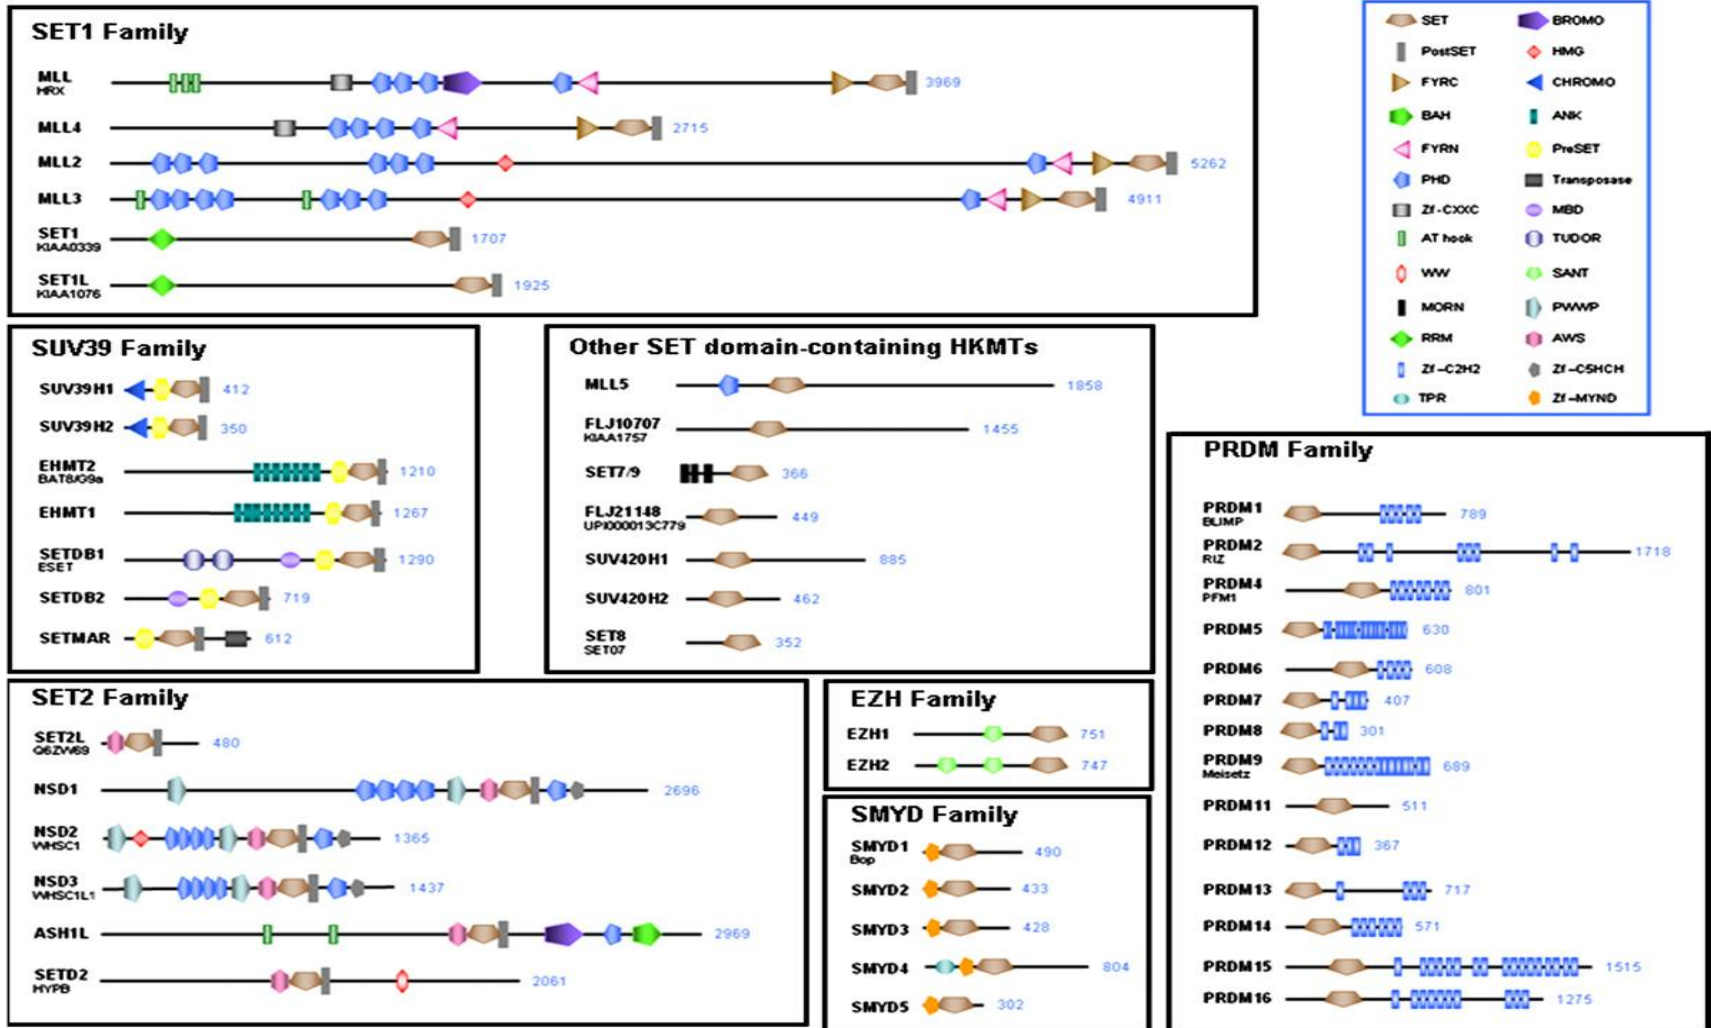 SET1 Family
MLL 3969
HRX
MLL4 2715
MLL2 5262
MLL3 4911
SET1 1707
KIAA0339
SET1L 1925
KIAA1076
SET BROMO
PostSET HMG
FYRC CHROMO
BAH ANK
FYRN PreSET
PHD Transposase
Zf-CXXC MBD
AT hook TUDOR
WW SANT
MORN PWWP
RRM AWS
Zf-C2H2 Zf-C5HCH
TPR Zf-MYND
SUV39 Family
SUV39H1 412
SUV39H2 350
EHMT2 1210
BAT8/G9a
EHMT1 1267
SETDB1 1290
ESET
SETDB2 719
SETMAR 612
Other SET domain-containing HKMTs
MLL5 1858
FLJ10707 1455
KIAA1757
SET7/9 366
FLJ21148 449
UPI000013C779
SUV420H1 885
SUV420H2 462
SET8 352
SET07
PRDM Family
PRDM1 789
BLIMP
PRDM2 1718
RIZ
PRDM4 801
PFM1
PRDM5 630
PRDM6 608
PRDM7 407
PRDM8 301
PRDM9 689
Meisetz
PRDM11 511
PRDM12 367
PRDM13 717
PRDM14 571
PRDM15 1515
PRDM16 1275
SET2 Family
SET2L 480
Q6ZW69
NSD1 2696
NSD2 1365
WHSC1
NSD3 1437
WHSC1L1
ASH1L 2969
SETD2 2061
HYPB
EZH Family
EZH1 751
EZH2 747
SMYD Family
SMYD1 490
Bop
SMYD2 433
SMYD3 428
SMYD4 804
SMYD5 302